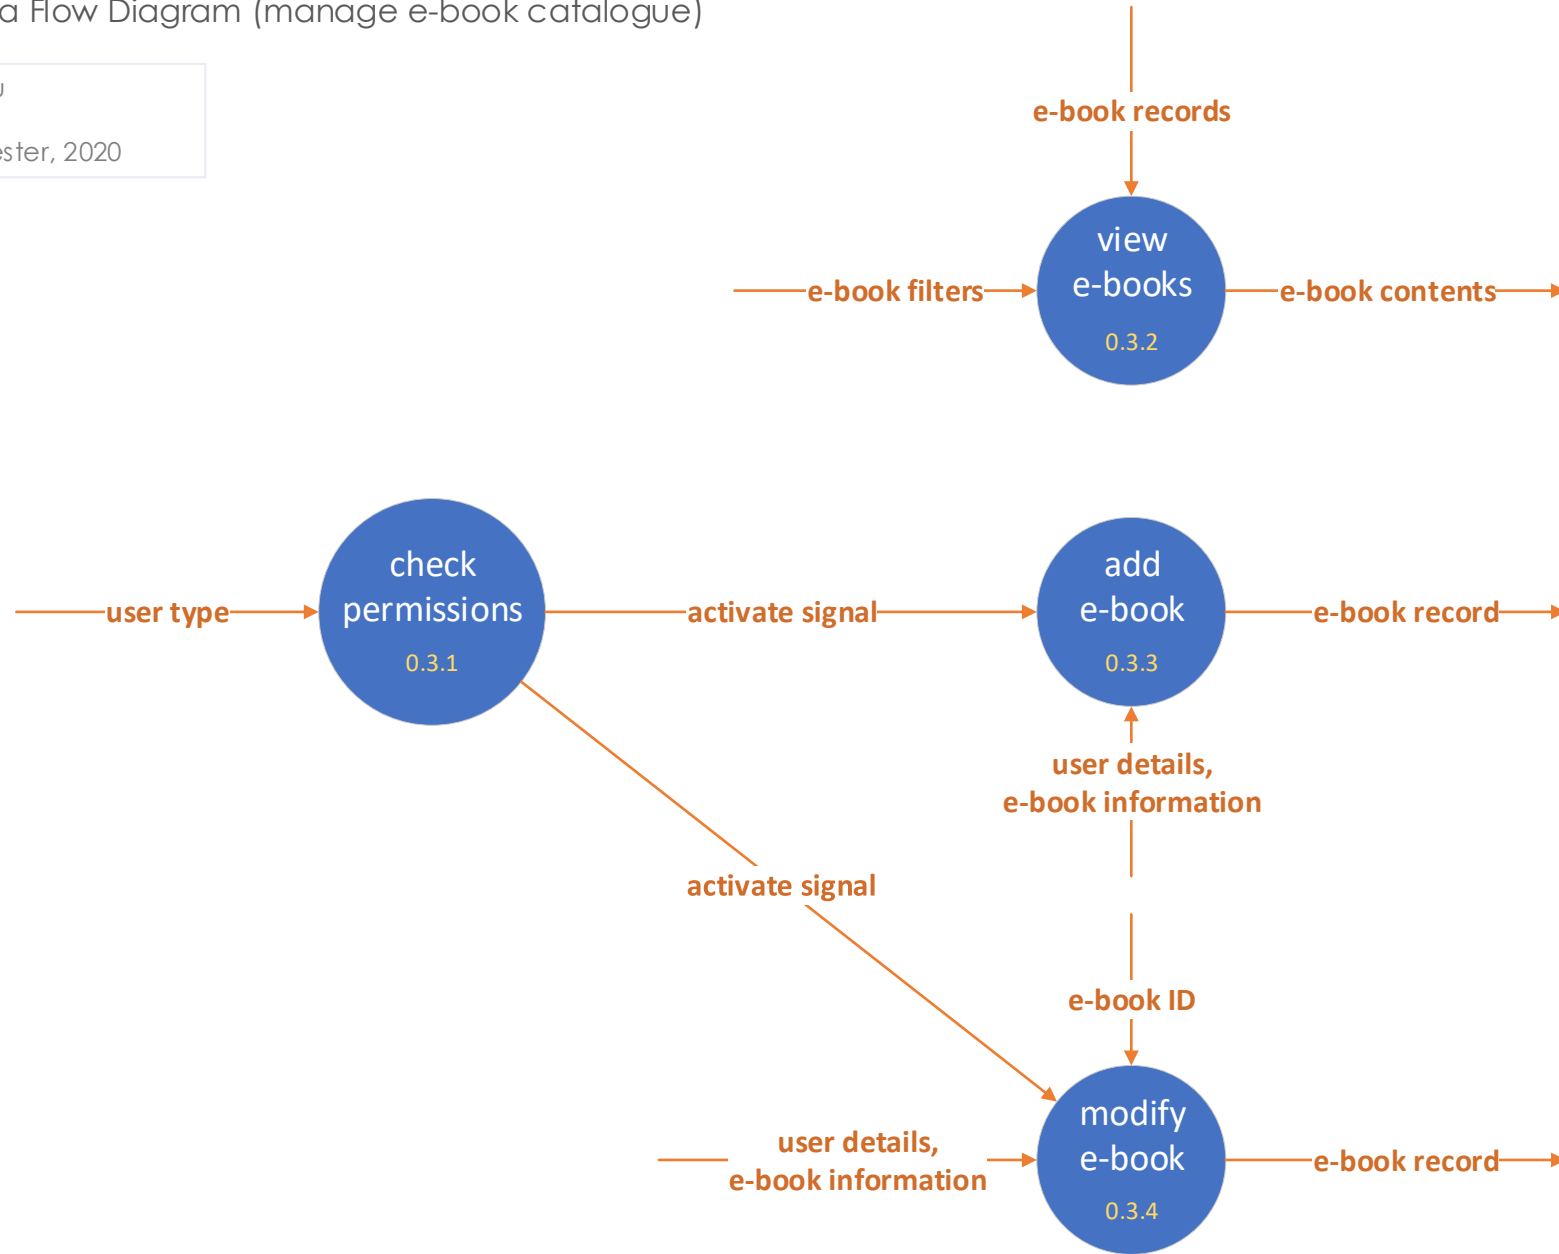 a Flow Diagram (manage e-book catalogue)
ester, 2020
e-book records
view
e-books
0.3.2
e-book filters
e-book contents
check
permissions
0.3.1
user type
activate signal
add
e-book
0.3.3
e-book record
user details,
e-book information
activate signal
e-book ID
modify
e-book
0.3.4
user details,
e-book information
e-book record